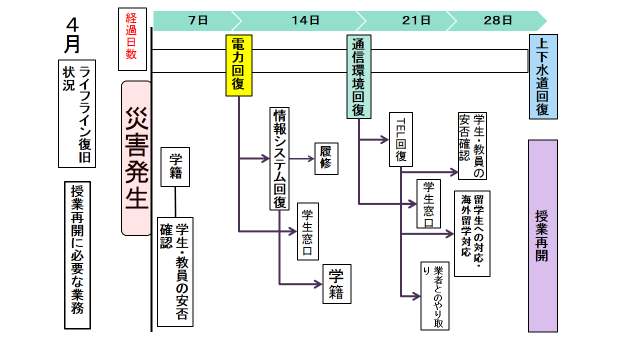 4月
経過日数
7日
14日
21日
28日
ライフライン復旧
状況
授業再開に必要な業務
災害発生
学籍
学生・教員の安否
確認
電力回復
情報システム回復
履修
学生窓口
学籍
通信環境回復
TEL回復
学生・教員の
安否確認
学生窓口
留学生への対応・
海外留学対応
業者とのやり取
り
上下水道回復
授業再開